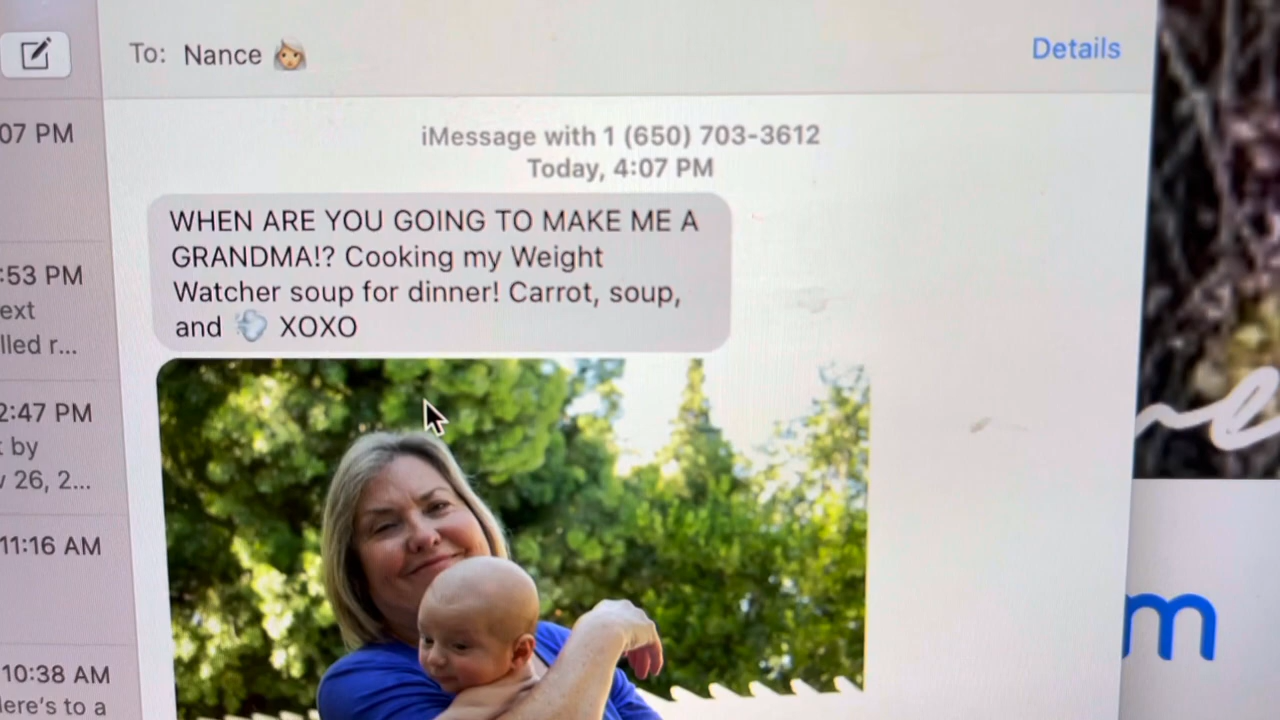 To: Nance 👵🏼
Details
iMessage with 1 (650) 703-3612
Today, 4:07 PM
WHEN ARE YOU GOING TO MAKE ME A
GRANDMA!? Cooking my Weight
Watcher soup for dinner! Carrot, soup,
and 💨 XOXO
07 PM
:53 PM
ext
lled r...
2:47 PM
by
26, 2...
11:16 AM
10:38 AM
lere's to a
m